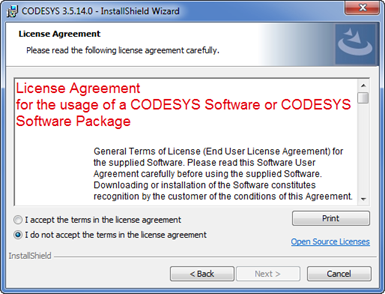 CODESYS 3.5.14.0 - InstallShield Wizard
License Agreement
Please read the following license agreement carefully.
License Agreement
for the usage of a CODESYS Software or CODESYS
Software Package
General Terms of License (End User License Agreement) for
the supplied Software. Please read this Software User
Agreement carefully before using the supplied Software.
Downloading or installation of the Software constitutes
recognition by the customer of the conditions of this Agreement.
I accept the terms in the license agreement
Print
I do not accept the terms in the license agreement
Open Source Licenses
InstallShield
< Back
Next >
Cancel